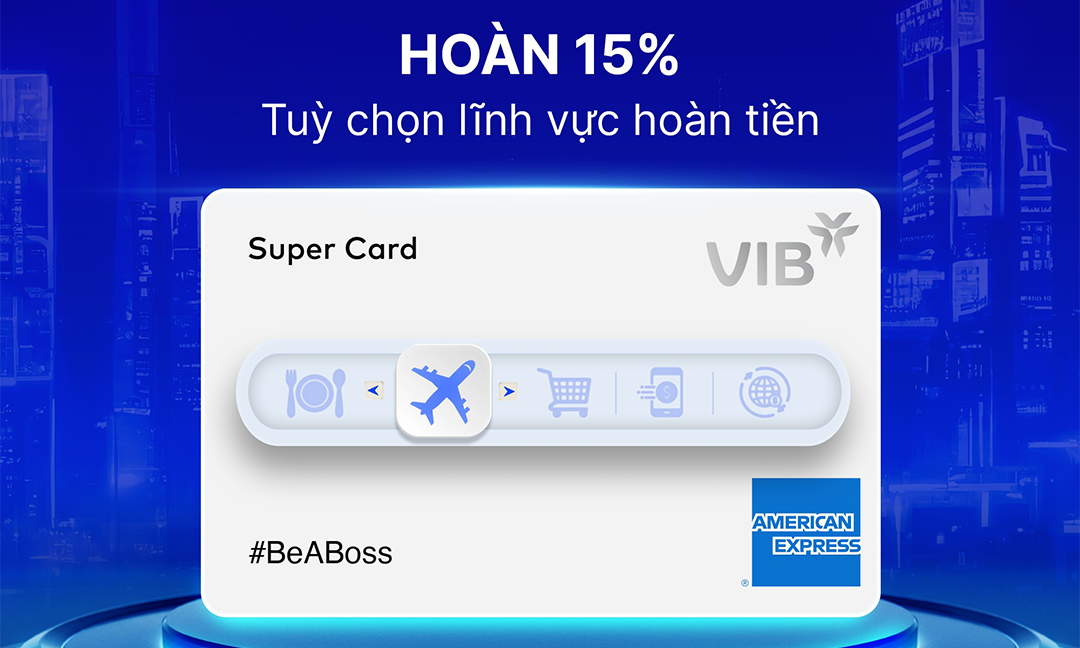 HOÀN 15%
Tuỳ chọn lĩnh vực hoàn tiền
Super Card
VIB
#BeABoss
AMERICAN
EXPRESS
®